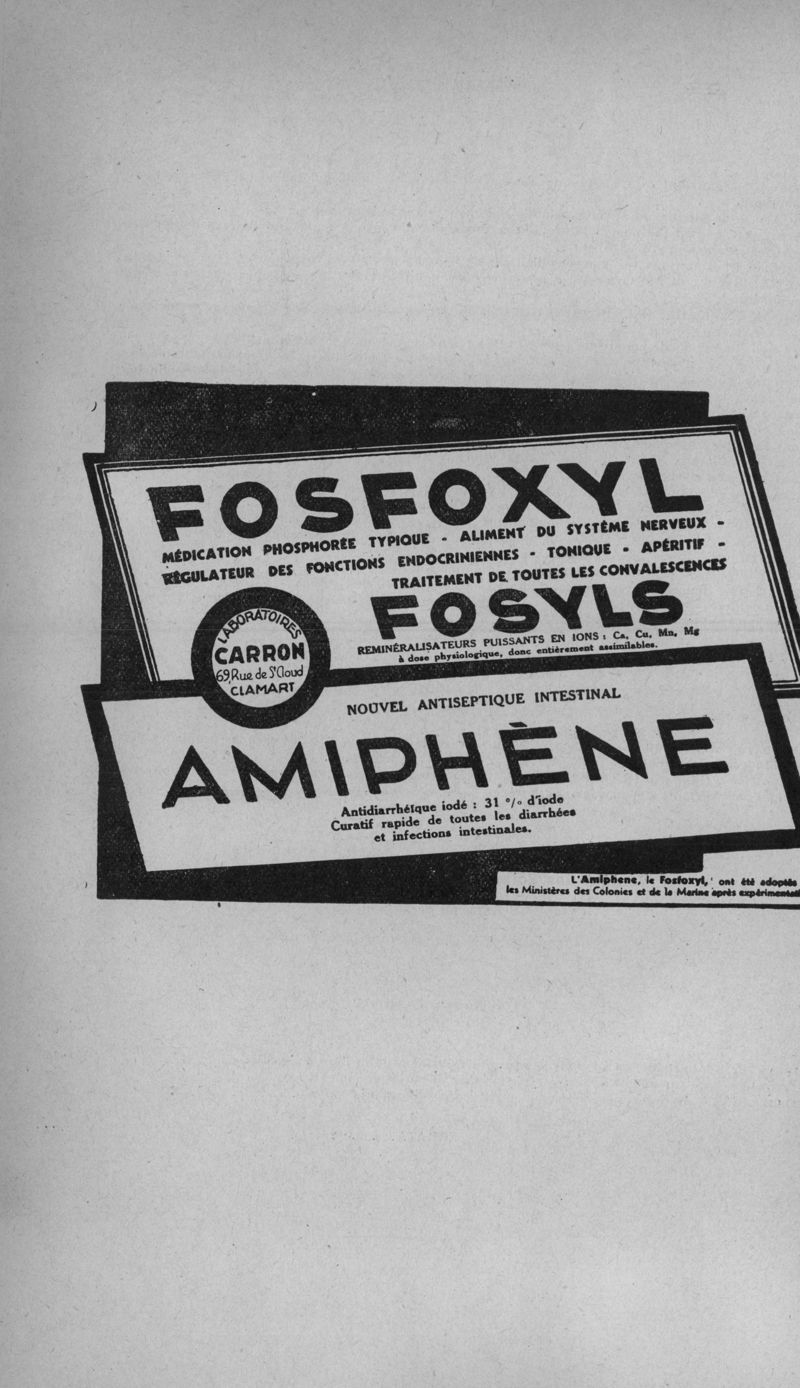 FOSFOXYL
MÉDICATION PHOSPHORÉE TYPIQUE - ALIMENT DU SYSTÈME NERVEUX -
RÉGULATEUR DES FONCTIONS ENDOCRINIENNES - TONIQUE - APÉRITIF -
TRAITEMENT DE TOUTES LES CONVALESCENCES
FOSYLS
REMINÉRALISATEURS PUISSANTS EN IONS : Ca, Cu, Mn, Mg
à dose physiologique, donc entièrement assimilables.
LABORATOIRES
CARRON
69, Rue de St Cloud
CLAMART
NOUVEL ANTISEPTIQUE INTESTINAL
AMIPHÈNE
Antidiarrhéïque iodé : 31 % d'iode
Curatif rapide de toutes les diarrhées
et infections intestinales.
L'Amiphène, le Fosfoxyl, ont été adoptés
les Ministères des Colonies et de la Marine après expérimentati